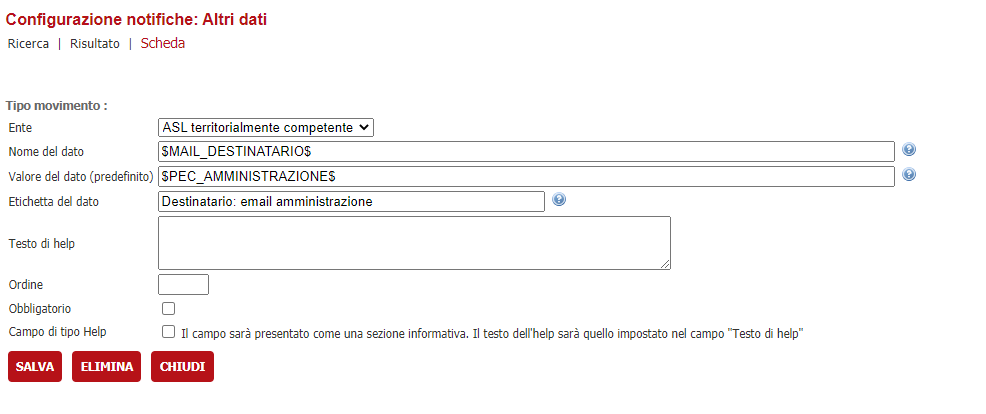 Configurazione notifiche: Altri dati
Ricerca | Risultato | Scheda
Tipo movimento :
Ente ASL territorialmente competente
Nome del dato $MAIL_DESTINATARIO$
Valore del dato (predefinito) $PEC_AMMINISTRAZIONE$
Etichetta del dato Destinatario: email amministrazione
Testo di help
Ordine
Obbligatorio
Campo di tipo Help Il campo sarà presentato come una sezione informativa. Il testo dell'help sarà quello impostato nel campo "Testo di help"
SALVA ELIMINA CHIUDI